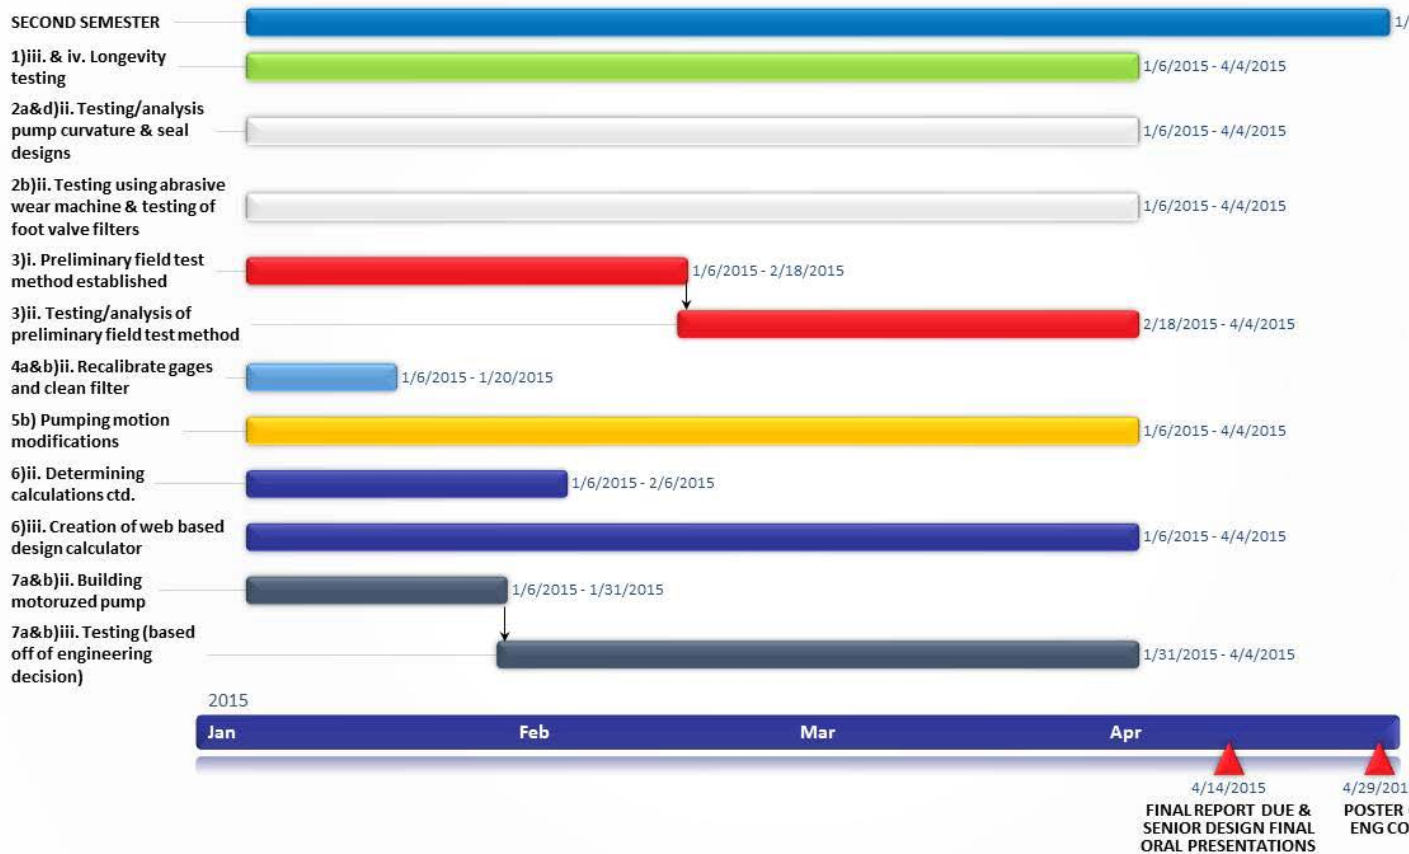 SECOND SEMESTER
1/
1)iii. & iv. Longevity
testing
1/6/2015 - 4/4/2015
2a&d)ii. Testing/analysis
pump curvature & seal
designs
1/6/2015 - 4/4/2015
2b)ii. Testing using abrasive
wear machine & testing of
foot valve filters
1/6/2015 - 4/4/2015
3)i. Preliminary field test
method established
1/6/2015 - 2/18/2015
3)ii. Testing/analysis of
preliminary field test method
2/18/2015 - 4/4/2015
4a&b)ii. Recalibrate gages
and clean filter
1/6/2015 - 1/20/2015
5b) Pumping motion
modifications
1/6/2015 - 4/4/2015
6)ii. Determining
calculations ctd.
1/6/2015 - 2/6/2015
6)iii. Creation of web based
design calculator
1/6/2015 - 4/4/2015
7a&b)ii. Building
motoruzed pump
1/6/2015 - 1/31/2015
7a&b)iii. Testing (based
off of engineering
decision)
1/31/2015 - 4/4/2015
2015
Jan Feb Mar Apr
4/14/2015
FINAL REPORT DUE &
SENIOR DESIGN FINAL
ORAL PRESENTATIONS
4/29/201
POSTER
ENG CO